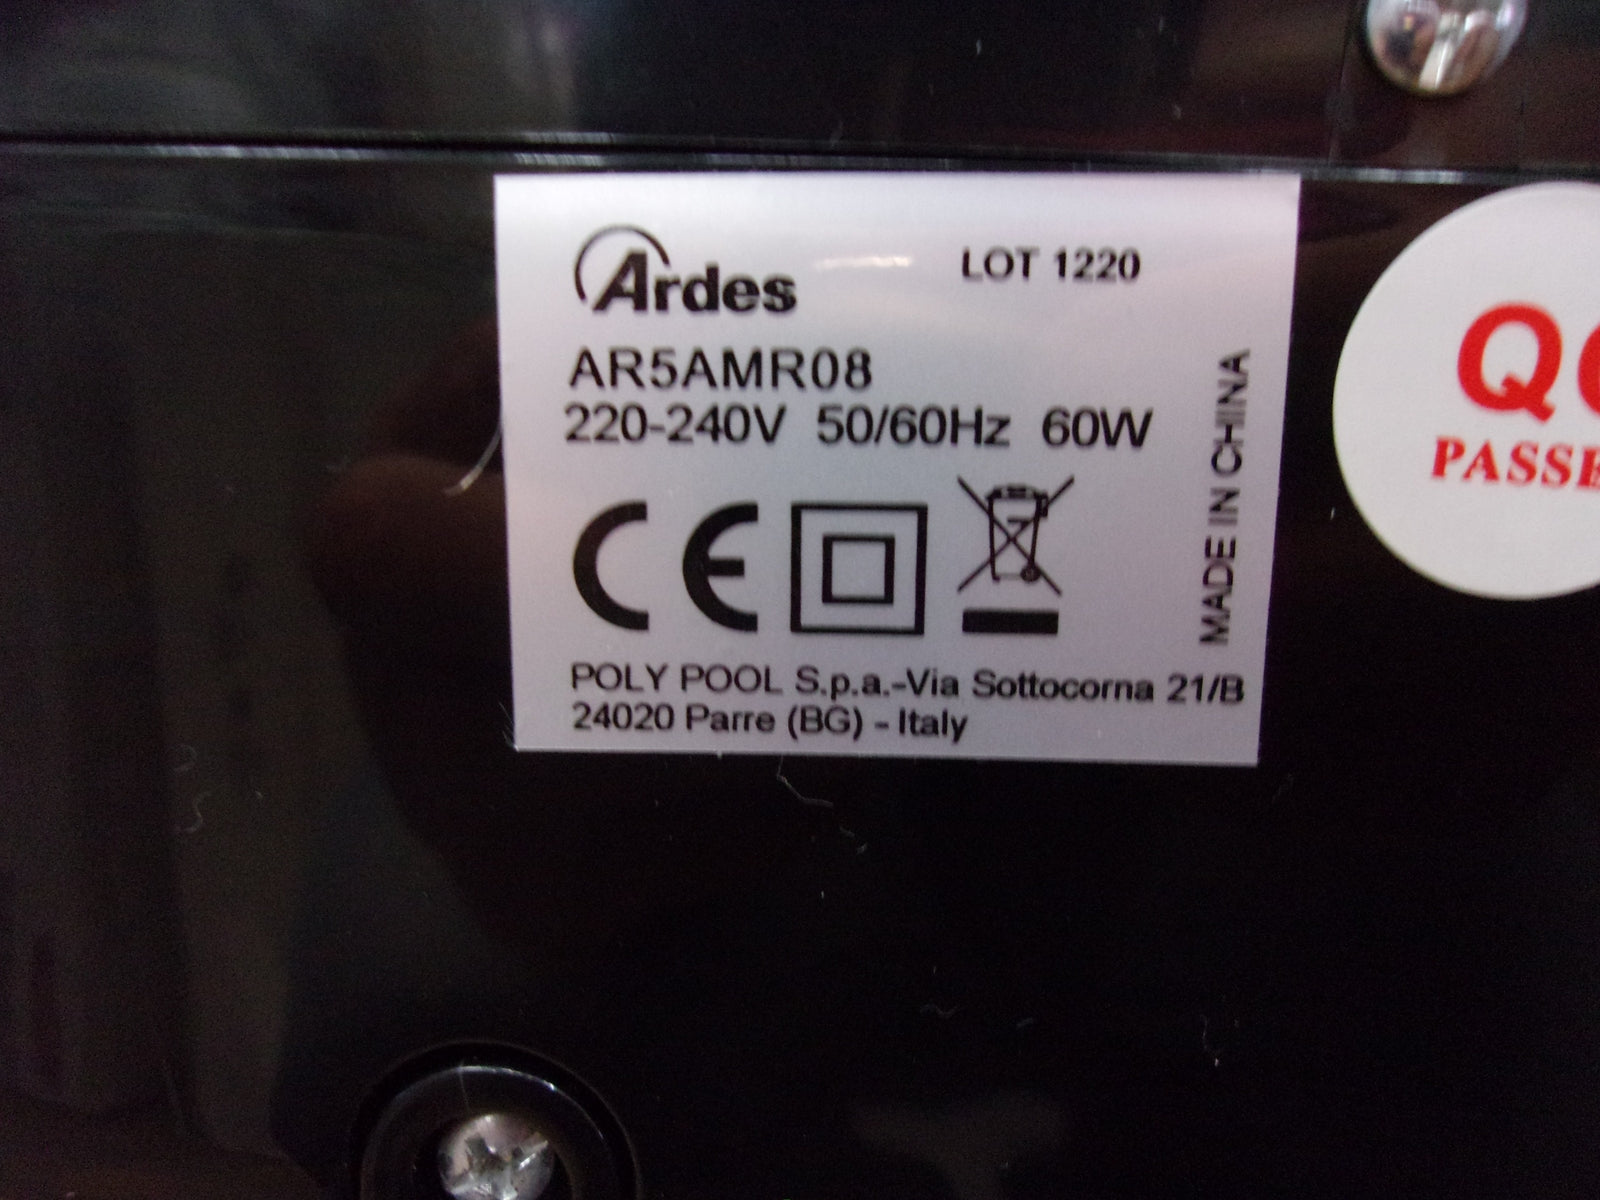 Ardes LOT 1220
AR5AMR08
220-240V 50/60Hz 60W
MADE IN CHINA
CE
POLY POOL S.p.a.-Via Sottocorna 21/B
24020 Parre (BG) - Italy